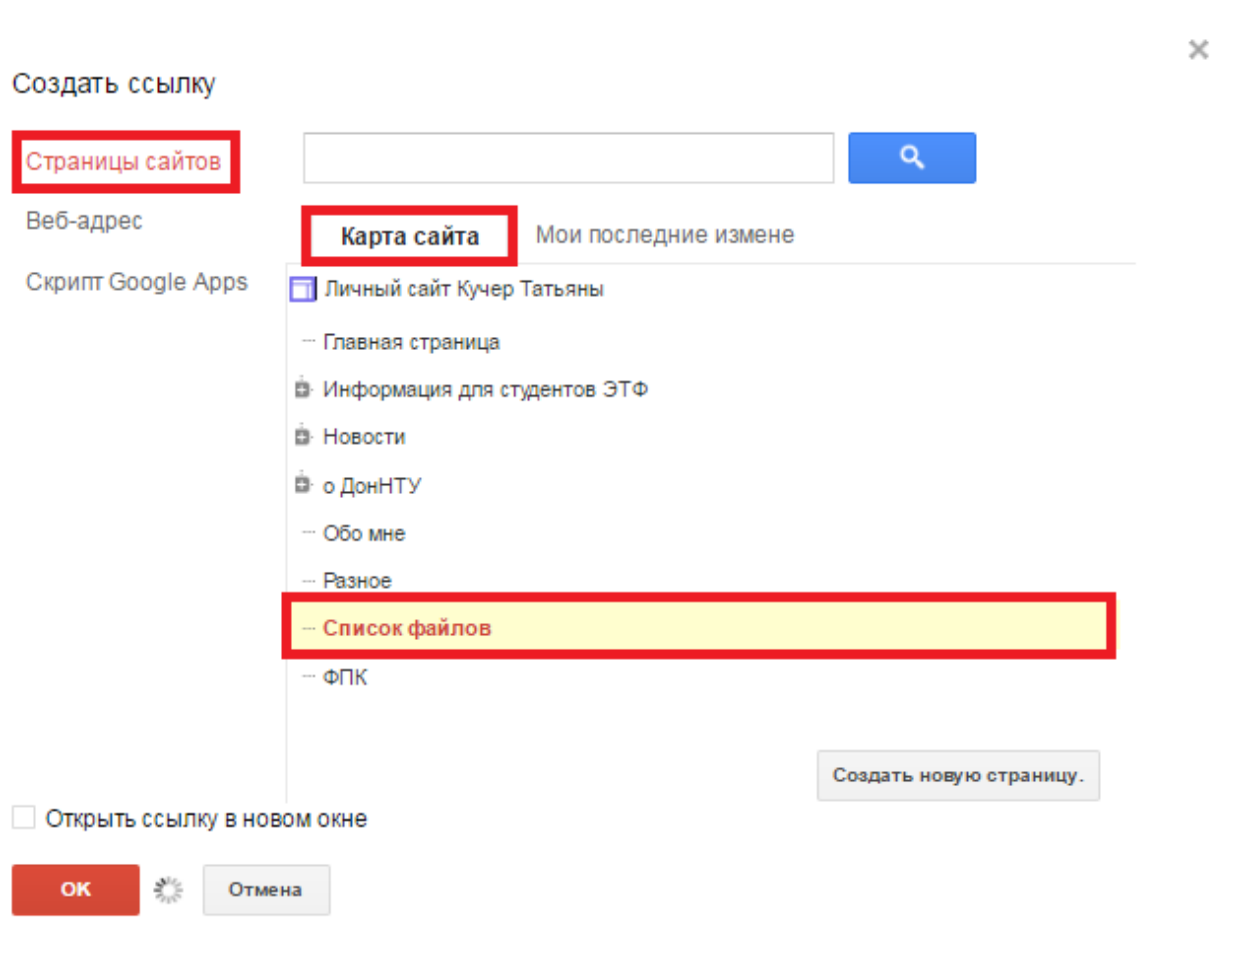 Создать ссылку
Страницы сайтов
Веб-адрес
Скрипт Google Apps
Карта сайта
Мои последние измене
Личный сайт Кучер Татьяны
Главная страница
Информация для студентов ЭТФ
Новости
о ДонНТУ
Обо мне
Разное
Список файлов
ФПК
Создать новую страницу.
Открыть ссылку в новом окне
ОК
Отмена